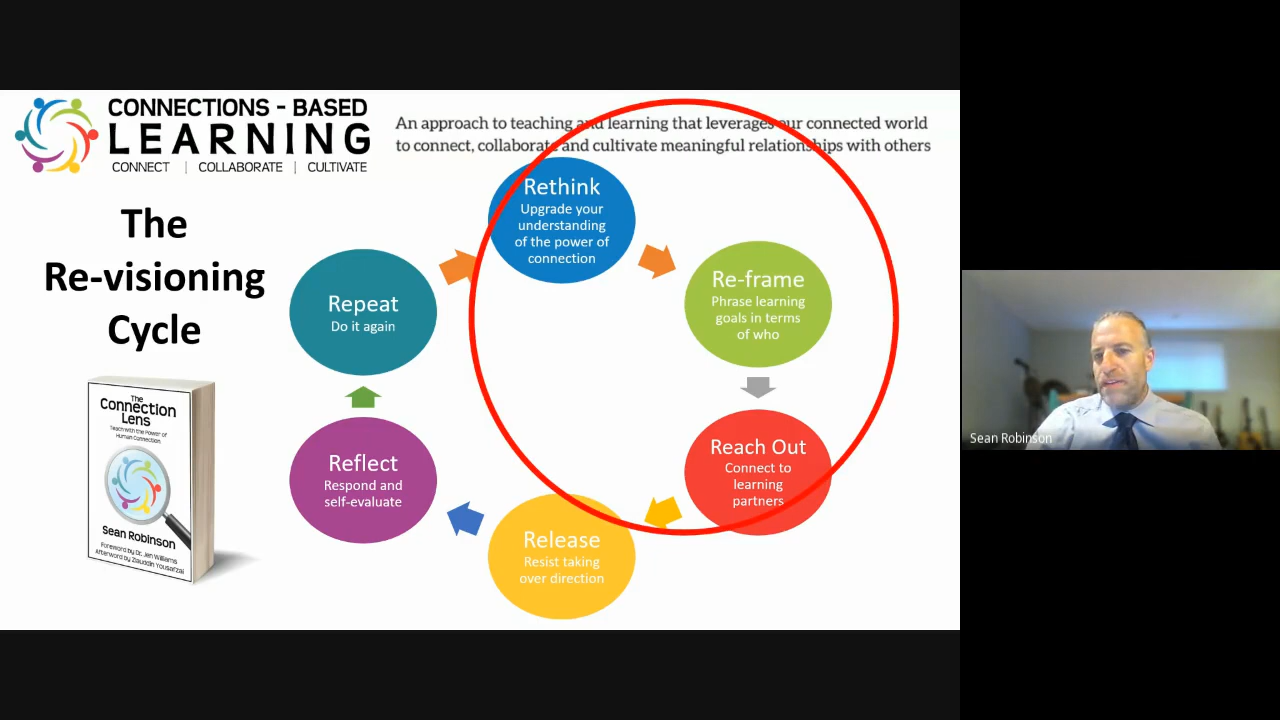 CONNECTIONS - BASED
LEARNING
CONNECT | COLLABORATE | CULTIVATE
An approach to teaching and learning that leverages our connected world
to connect, collaborate and cultivate meaningful relationships with others
The
Re-visioning
Cycle
Rethink
Upgrade your
understanding
of the power of
connection
Re-frame
Phrase learning
goals in terms
of who
Reach Out
Connect to
learning
partners
Release
Resist taking
over direction
Reflect
Respond and
self-evaluate
Repeat
Do it again
The
Connection
Lens
Teach with the Power of
Human Connection
Sean Robinson
Foreword by Dr. Jen Williams
Afterword by Ziauddin Yousafzai
Sean Robinson